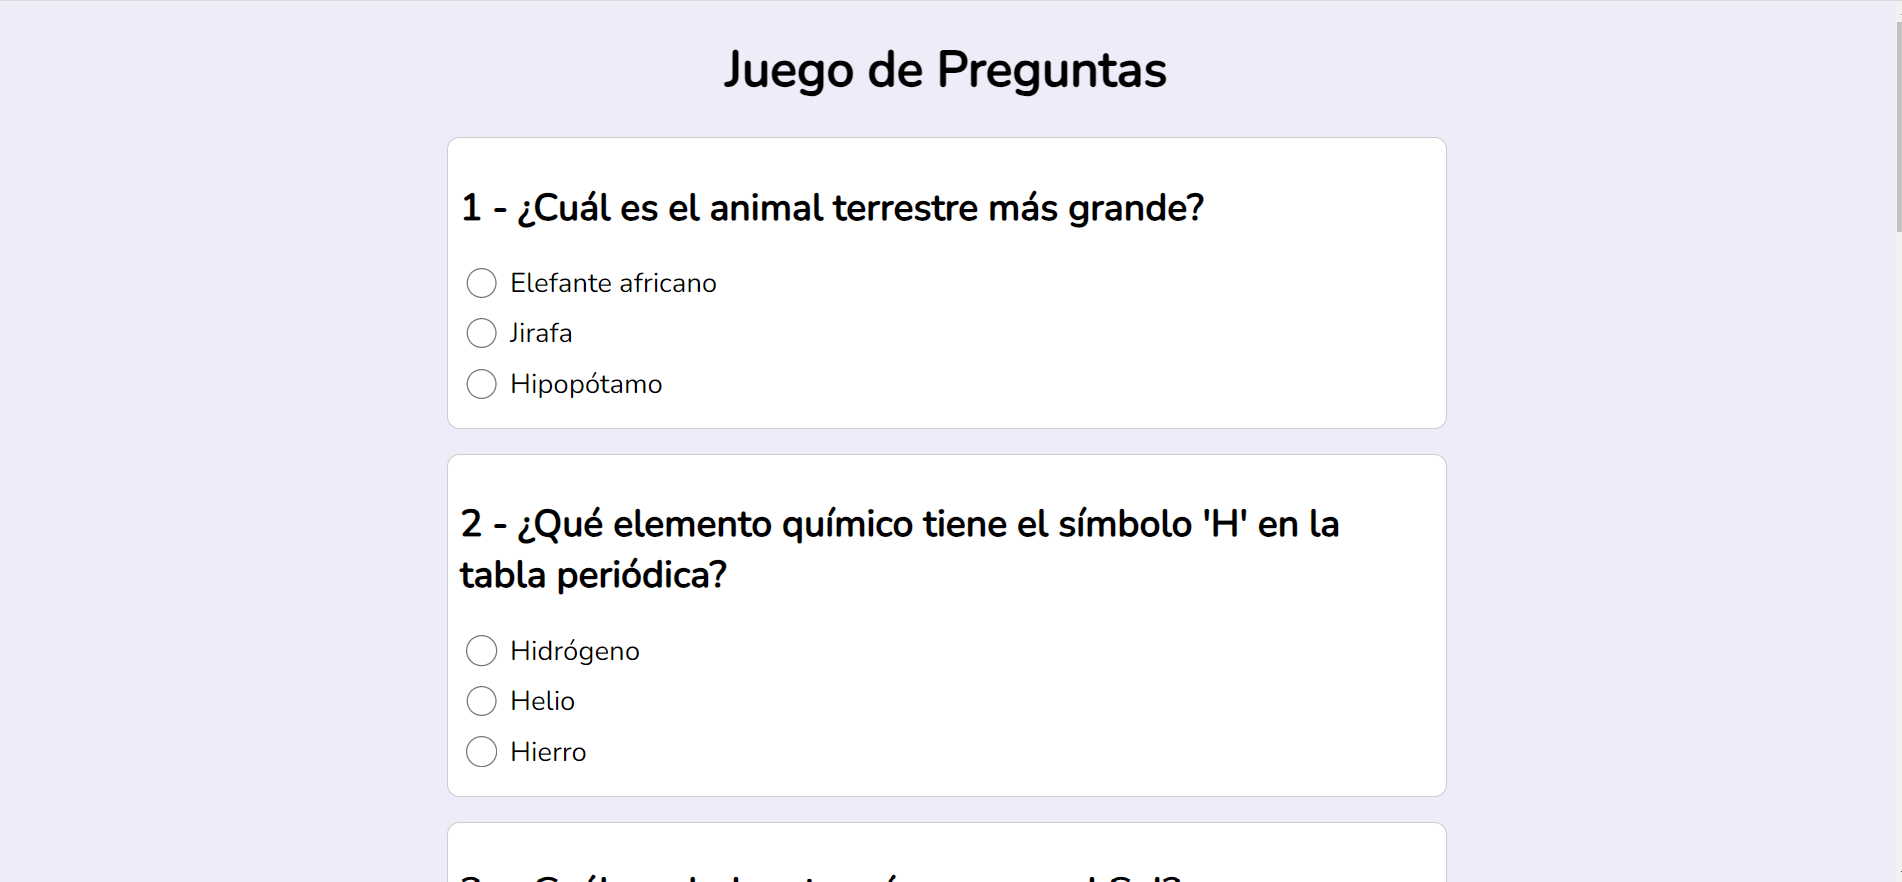 Juego de Preguntas
1 - ¿Cuál es el animal terrestre más grande?
Elefante africano
Jirafa
Hipopótamo
2 - ¿Qué elemento químico tiene el símbolo 'H' en la
tabla periódica?
Hidrógeno
Helio
Hierro